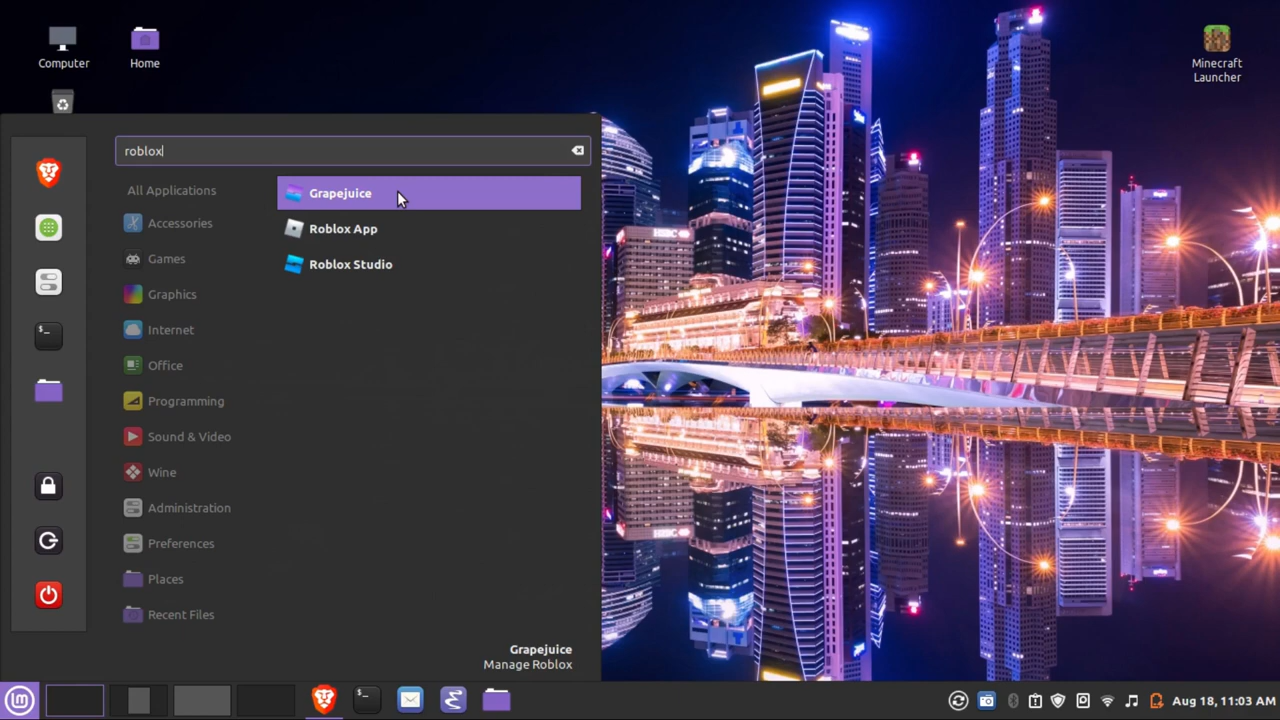 Computer
Home
Minecraft
Launcher
roblox
All Applications
Accessories
Games
Graphics
Internet
Office
Programming
Sound & Video
Wine
Administration
Preferences
Places
Recent Files
Grapejuice
Roblox App
Roblox Studio
Grapejuice
Manage Roblox
HSBC
Aug 18, 11:03 AM